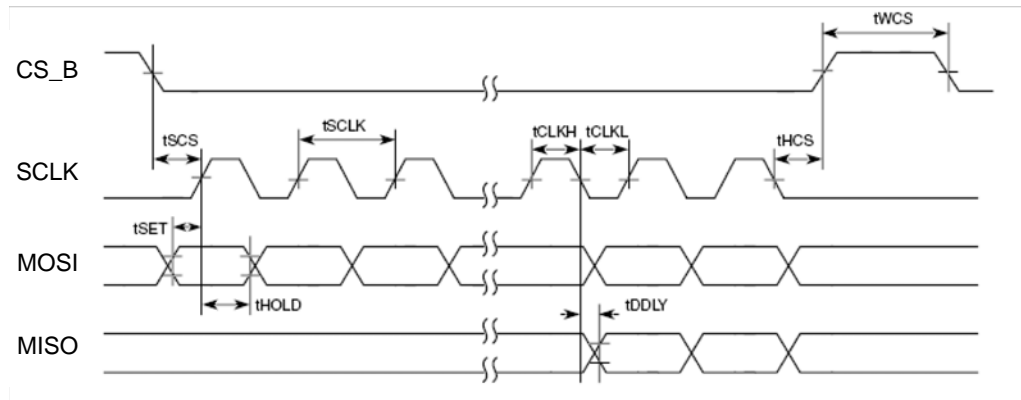 tWCS
CS_B
tSCS
tSCLK
tCLKH
tCLKL
tHCS
SCLK
tSET
MOSI
tHOLD
tDDLY
MISO